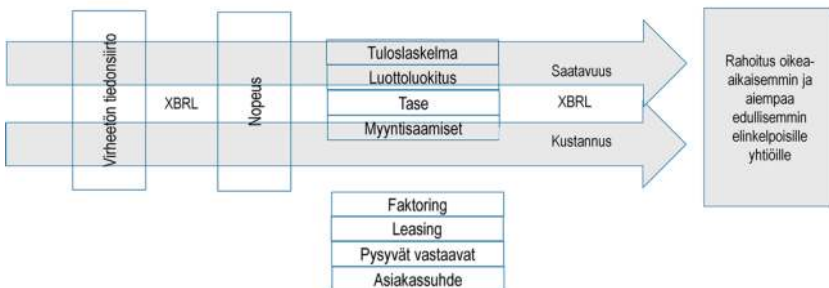 Virheetön tiedonsiirto
XBRL
Nopeus
Tuloslaskelma
Luottoluokitus
Tase
Myyntisaamiset
Saatavuus
XBRL
Kustannus
Rahoitus oikea-
aikaisemmin ja
aiempaa
edullisemmin
elinkelpoisille
yhtiöille
Faktoring
Leasing
Pysyvät vastaavat
Asiakassuhde